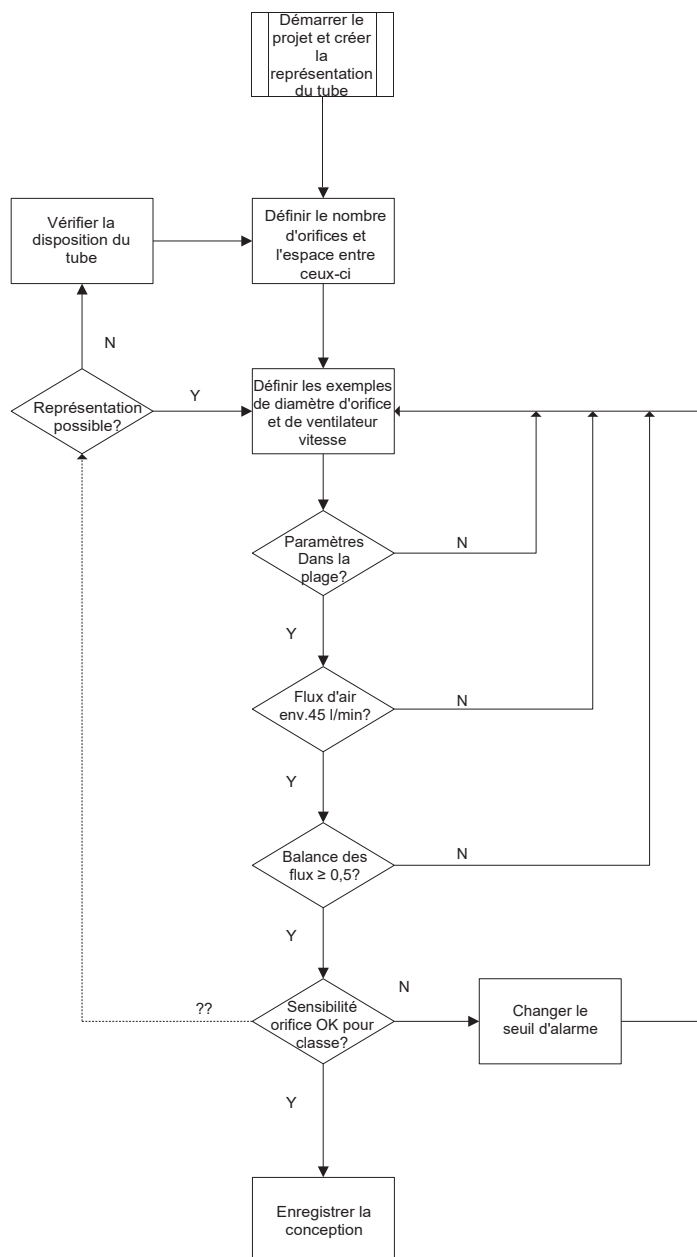 Démarrer le
projet et créer
la
représentation
du tube
Vérifier la
disposition du
tube
Définir le nombre
d'orifices et
l'espace entre
ceux-ci
N
Représentation
possible?
Y
Définir les exemples
de diamètre d'orifice
et de ventilateur
vitesse
Paramètres
Dans la
plage?
N
Y
Flux d'air
env.45 l/min?
N
Y
Balance des
flux ≥ 0,5?
N
Y
??
Sensibilité
orifice OK pour
classe?
N
Changer le
seuil d'alarme
Y
Enregistrer la
conception